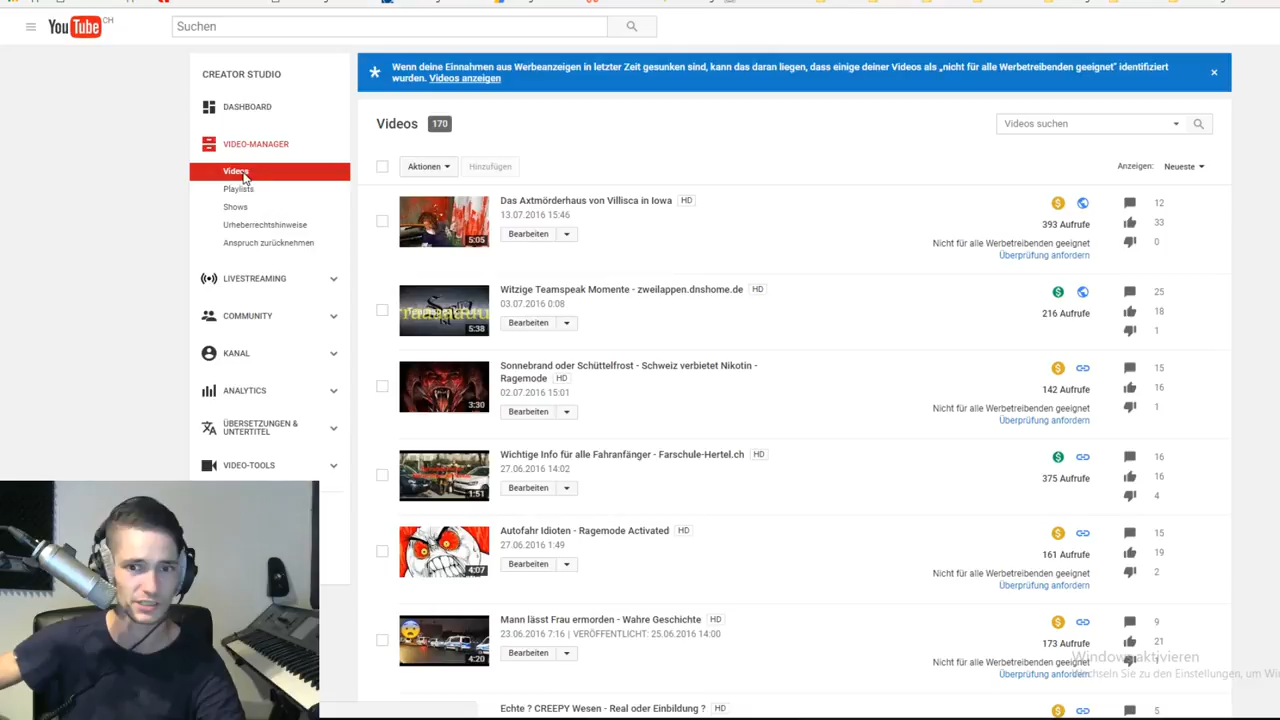 YouTube CH
Suchen
CREATOR STUDIO
DASHBOARD
VIDEO-MANAGER
Videos
Playlists
Shows
Urheberrechtshinweise
Anspruch zurücknehmen
LIVESTREAMING
COMMUNITY
KANAL
ANALYTICS
ÜBERSETZUNGEN &
UNTERTITEL
VIDEO-TOOLS
Wenn deine Einnahmen aus Werbeanzeigen in letzter Zeit gesunken sind, kann das daran liegen, dass einige deiner Videos als „nicht für alle Werbetreibenden geeignet" identifiziert
wurden. Videos anzeigen
Videos 170
Videos suchen
Aktionen Hinzufügen
Anzeigen: Neueste
Das Axtmörderhaus von Villisca in Iowa HD
13.07.2016 15:46
Bearbeiten
5:05
393 Aufrufe
Nicht für alle Werbetreibenden geeignet
Überprüfung anfordern
12
33
0
Witzige Teamspeak Momente - zweilappen.dnshome.de HD
03.07.2016 0:08
Bearbeiten
5:38
216 Aufrufe
25
18
1
Sonnebrand oder Schüttelfrost - Schweiz verbietet Nikotin -
Ragemode HD
02.07.2016 15:01
Bearbeiten
3:30
142 Aufrufe
Nicht für alle Werbetreibenden geeignet
Überprüfung anfordern
15
16
1
Wichtige Info für alle Fahranfänger - Farschule-Hertel.ch HD
27.06.2016 14:02
Bearbeiten
1:51
375 Aufrufe
16
16
4
Autofahr Idioten - Ragemode Activated HD
27.06.2016 1:49
Bearbeiten
4:07
161 Aufrufe
Nicht für alle Werbetreibenden geeignet
Überprüfung anfordern
15
19
2
Mann lässt Frau ermorden - Wahre Geschichte HD
23.06.2016 7:16 | VERÖFFENTLICHT: 25.06.2016 14:00
Bearbeiten
4:20
173 Aufrufe
Nicht für alle Werbetreibenden geeignet
Überprüfung anfordern
9
21
1
Windows aktivieren
Wechseln Sie zu den Einstellungen, um Wi
Echte ? CREEPY Wesen - Real oder Einbildung ? HD
5